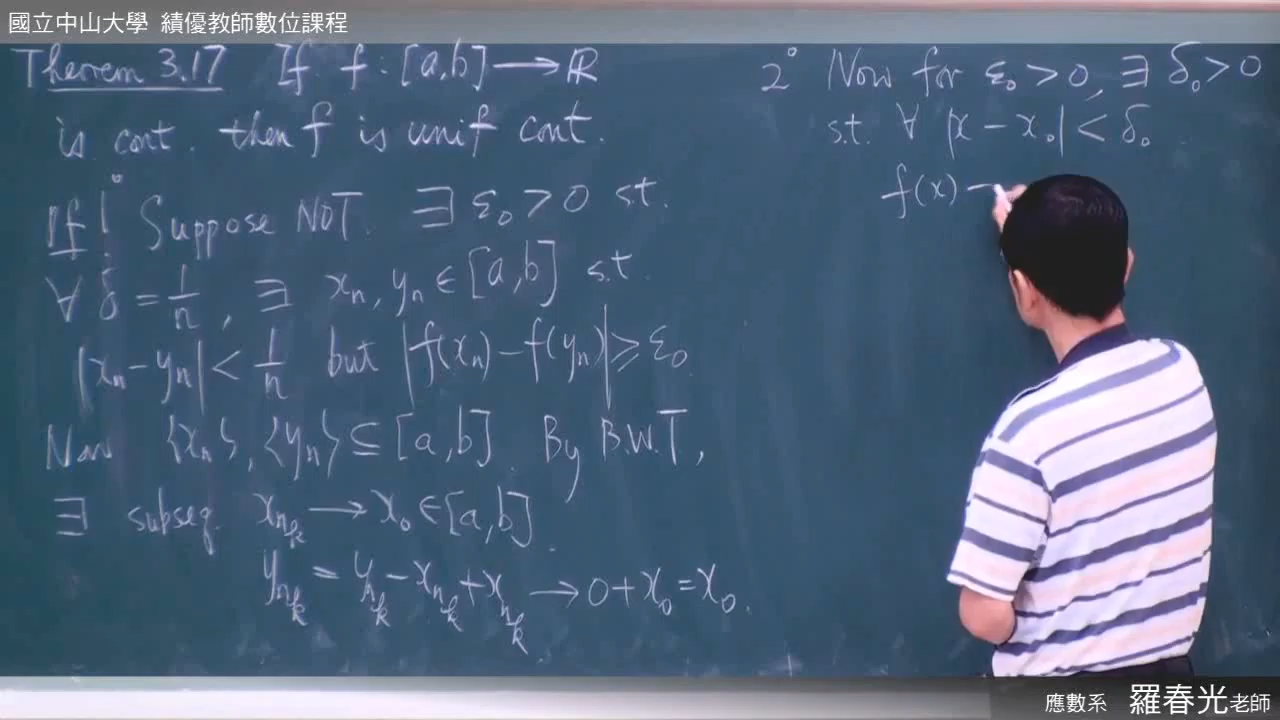 國立中山大學 績優教師數位課程
Theorem 3.17 If f : [a,b] → ℝ
is cont. then f is unif cont.
Pf 1° Suppose NOT. ∃ ε₀ > 0 st.
∀ δ = 1/n, ∃ xₙ, yₙ ∈ [a,b] s.t.
|xₙ − yₙ| < 1/n but |f(xₙ) − f(yₙ)| ≥ ε₀.
Now ⟨xₙ⟩, ⟨yₙ⟩ ⊆ [a,b]. By B.W.T,
∃ subseq. x_{n_k} → x₀ ∈ [a,b].
y_{n_k} = y_{n_k} − x_{n_k} + x_{n_k} → 0 + x₀ = x₀.
2° Now for ε₀ > 0, ∃ δ₀ > 0
st. ∀ |x − x₀| < δ₀
f(x) −
應數系 羅春光老師